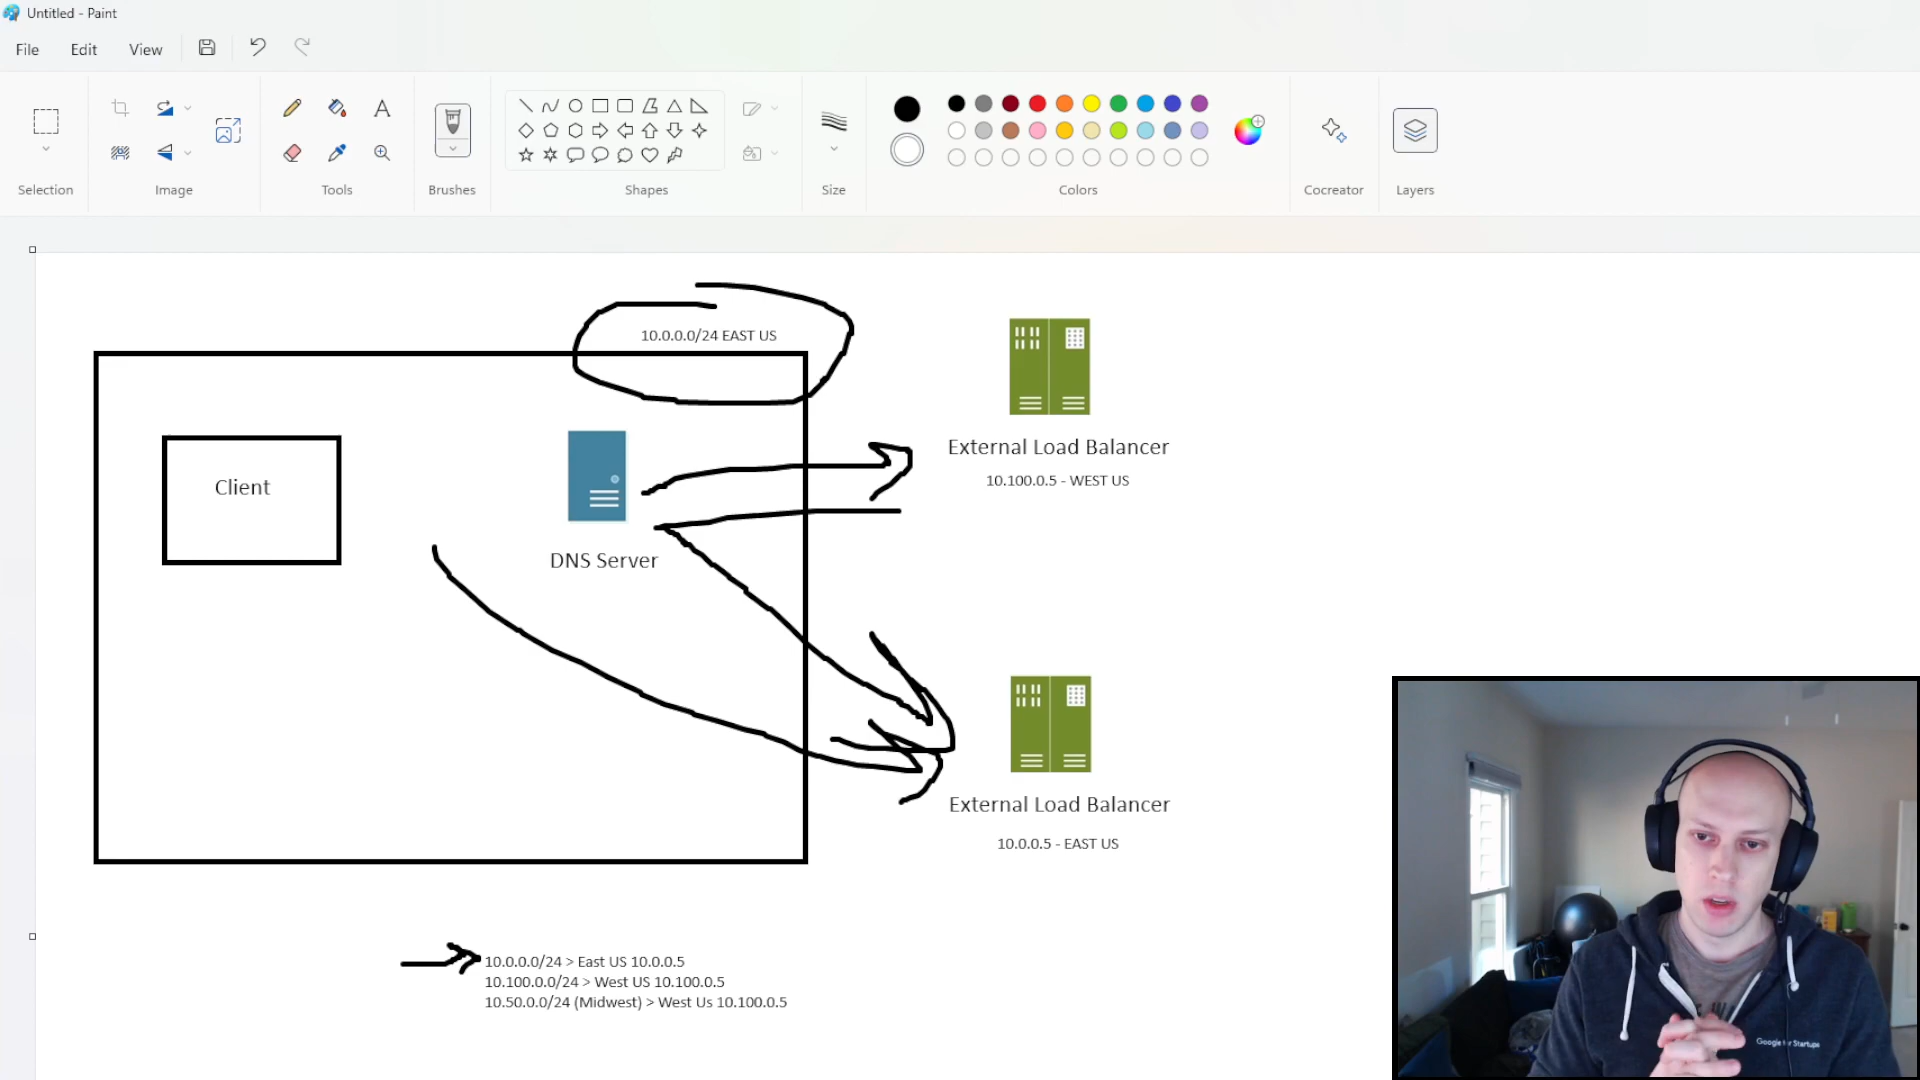 Untitled - Paint
File Edit View
Selection Image Tools Brushes Shapes Size Colors Cocreator Layers
10.0.0.0/24 EAST US
Client
DNS Server
External Load Balancer
10.100.0.5 - WEST US
External Load Balancer
10.0.0.5 - EAST US
10.0.0.0/24 > East US 10.0.0.5
10.100.0.0/24 > West US 10.100.0.5
10.50.0.0/24 (Midwest) > West Us 10.100.0.5
Google for Startups